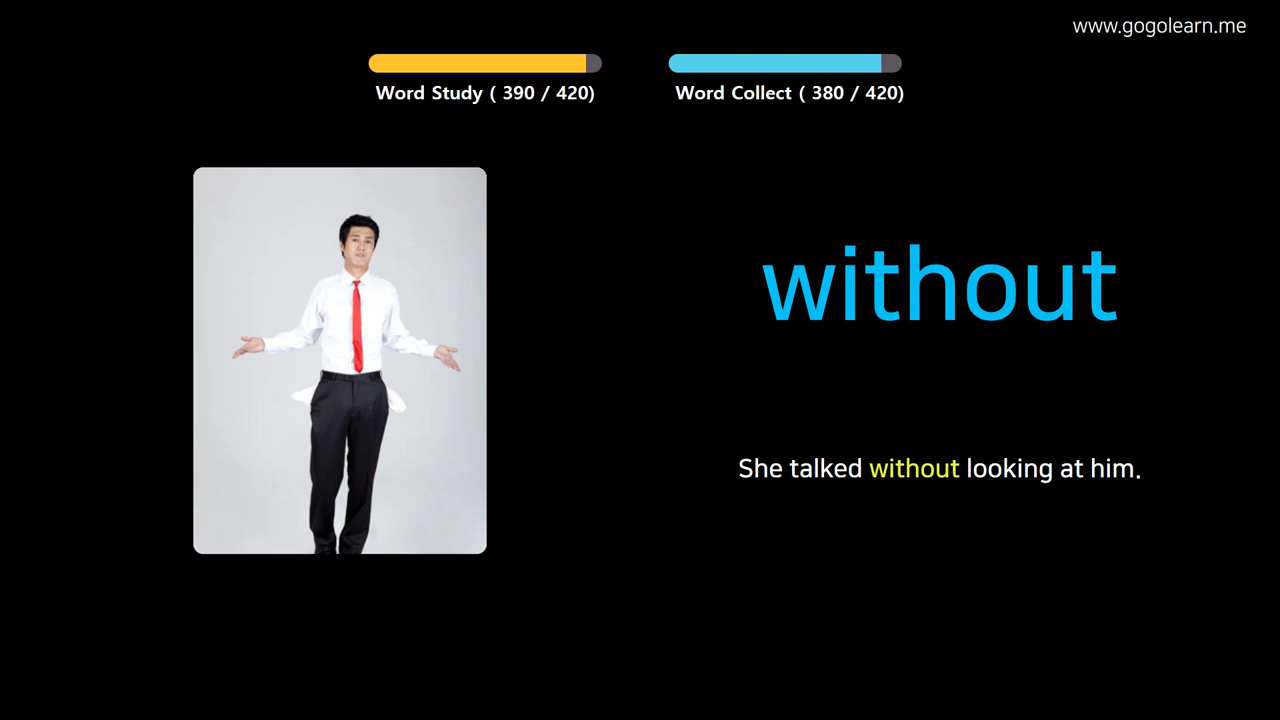 www.gogolearn.me
Word Study ( 390 / 420)
Word Collect ( 380 / 420)
without
She talked without looking at him.